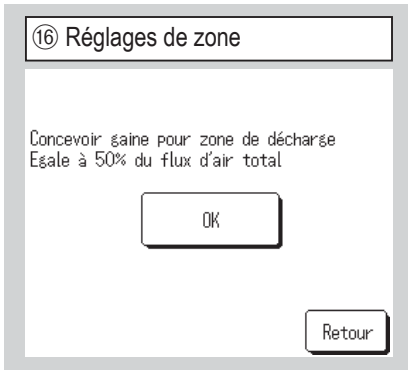 ⑯ Réglages de zone
Concevoir gaine pour zone de décharge
Egale à 50% du flux d'air total
OK
Retour